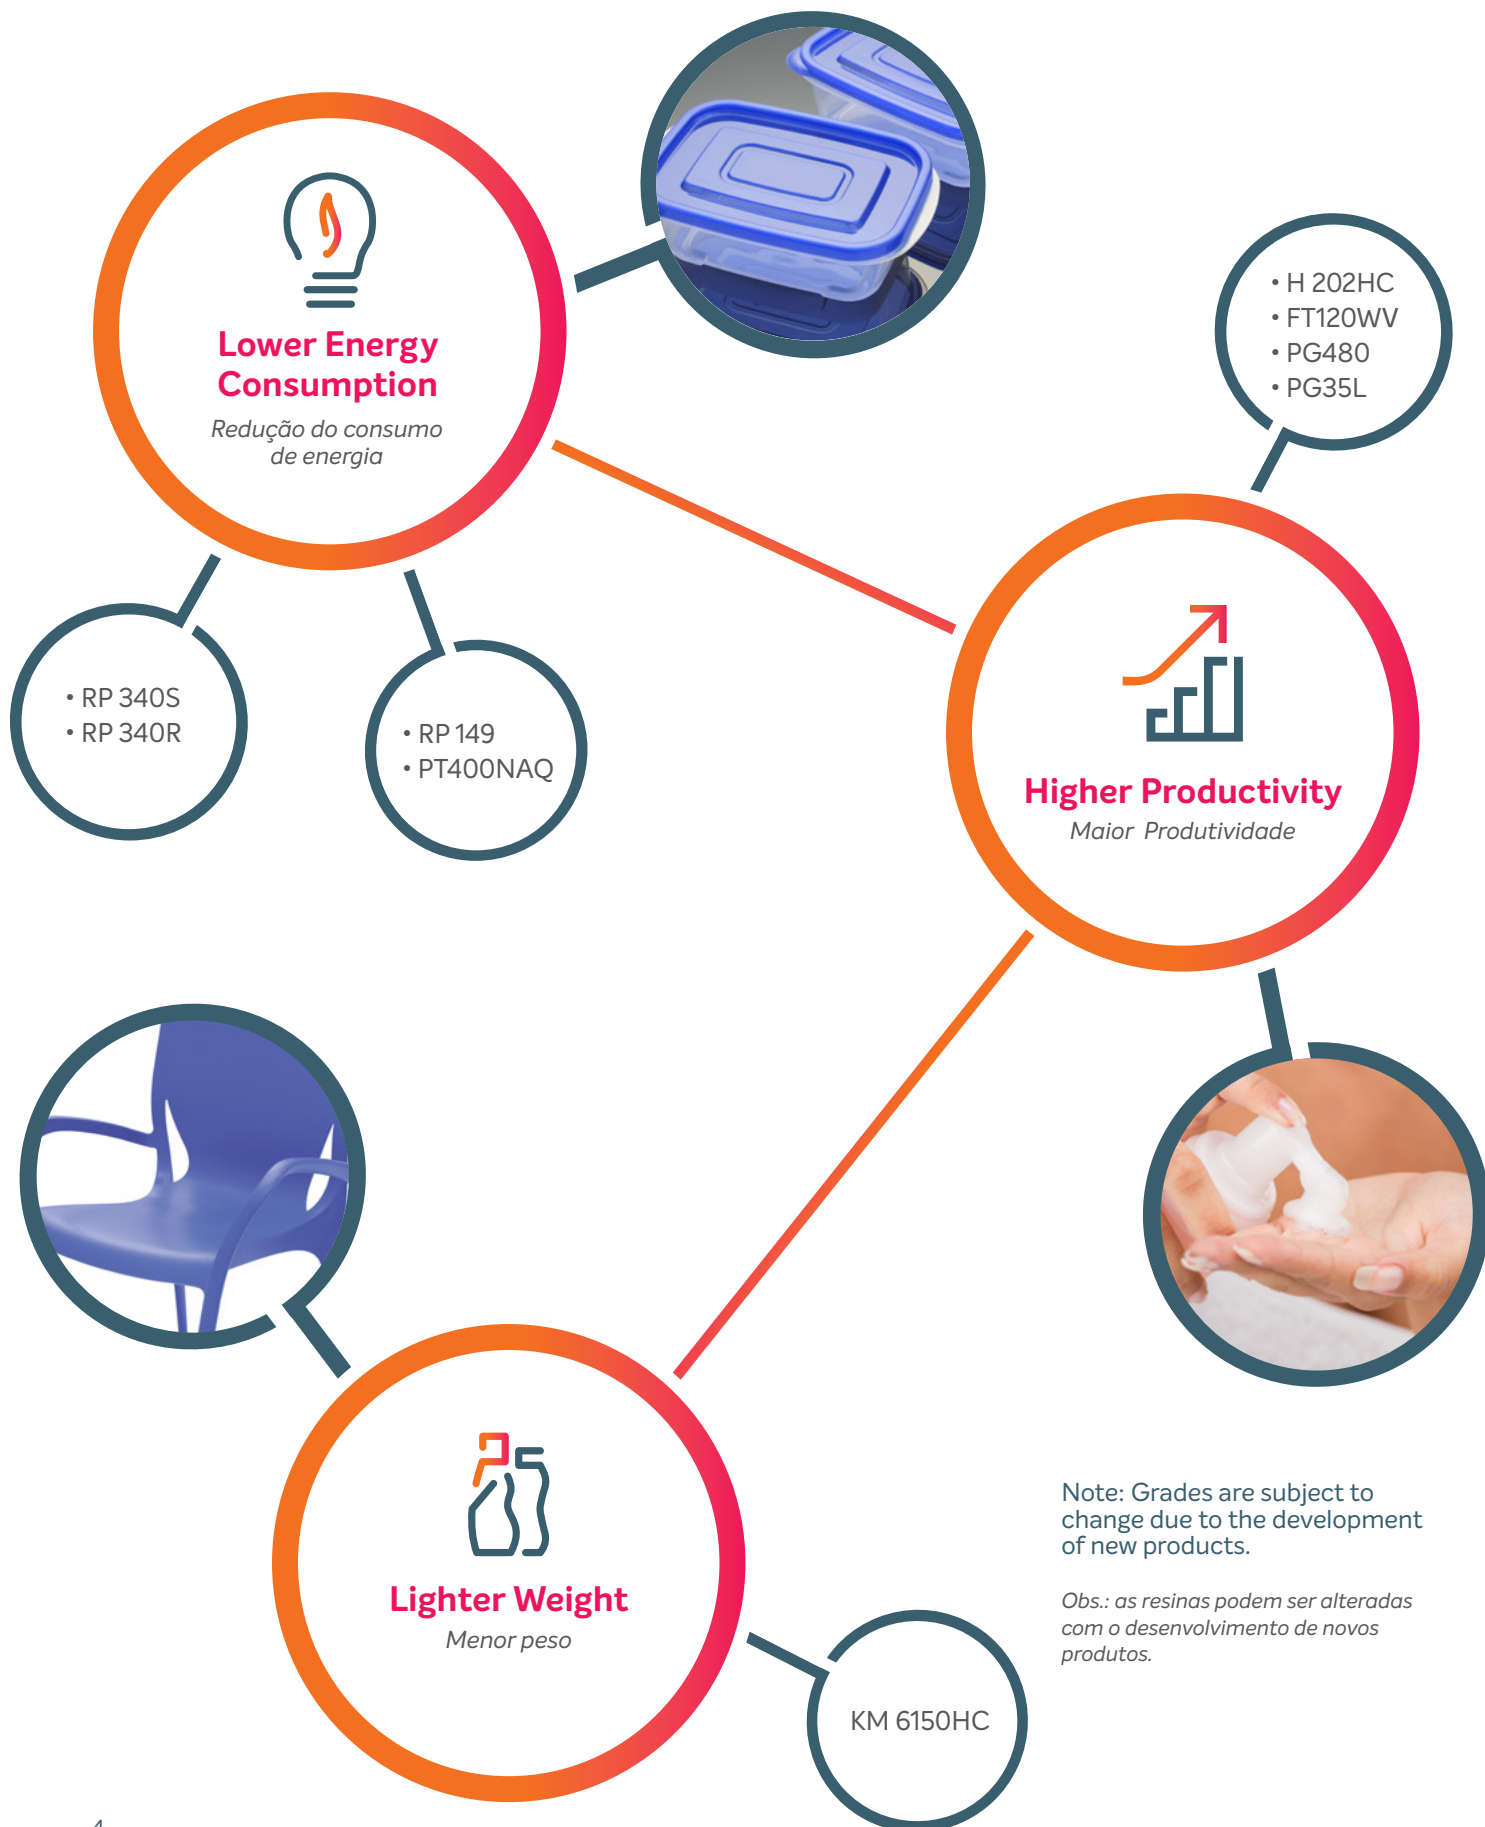 Lower Energy
Consumption
Redução do consumo
de energia
• RP 340S
• RP 340R
• RP 149
• PT400NAQ
• H 202HC
• FT120WV
• PG480
• PG35L
Higher Productivity
Maior Produtividade
Lighter Weight
Menor peso
KM 6150HC
Note: Grades are subject to
change due to the development
of new products.
Obs.: as resinas podem ser alteradas
com o desenvolvimento de novos
produtos.
4